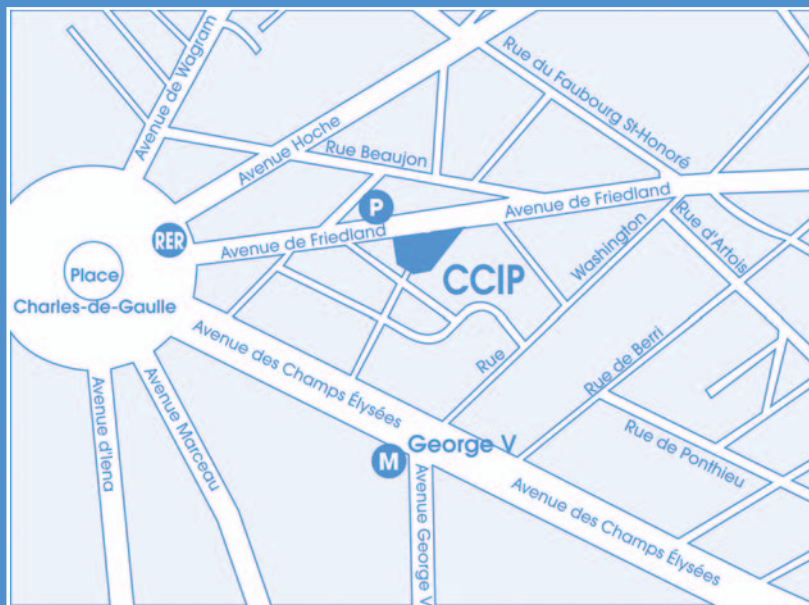 Avenue de Wagram
Avenue Hoche
Rue du Faubourg St-Honoré
Rue Beaujon
P
RER
Avenue de Friedland
Avenue de Friedland
Place
Charles-de-Gaulle
CCIP
Rue
Washington
Rue d'Artois
Avenue des Champs Élysées
Rue de Berri
Rue de Ponthieu
Avenue d'Iena
Avenue Marceau
M
George V
Avenue George V
Avenue des Champs Élysées